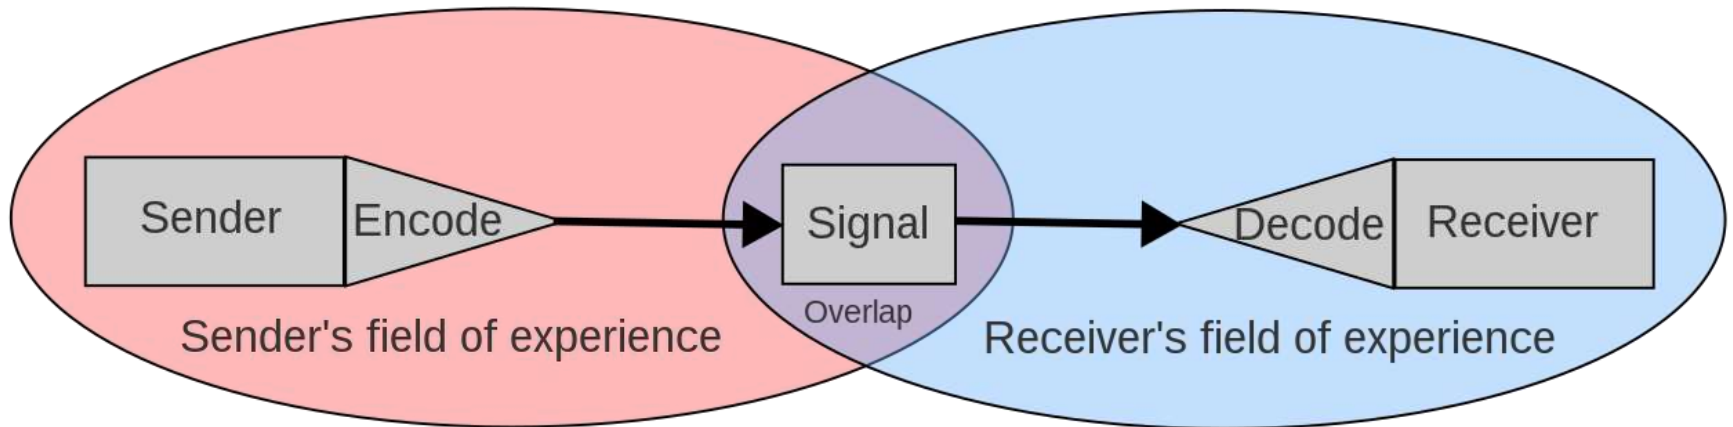 Sender
Encode
Signal
Decode
Receiver
Overlap
Sender's field of experience
Receiver's field of experience